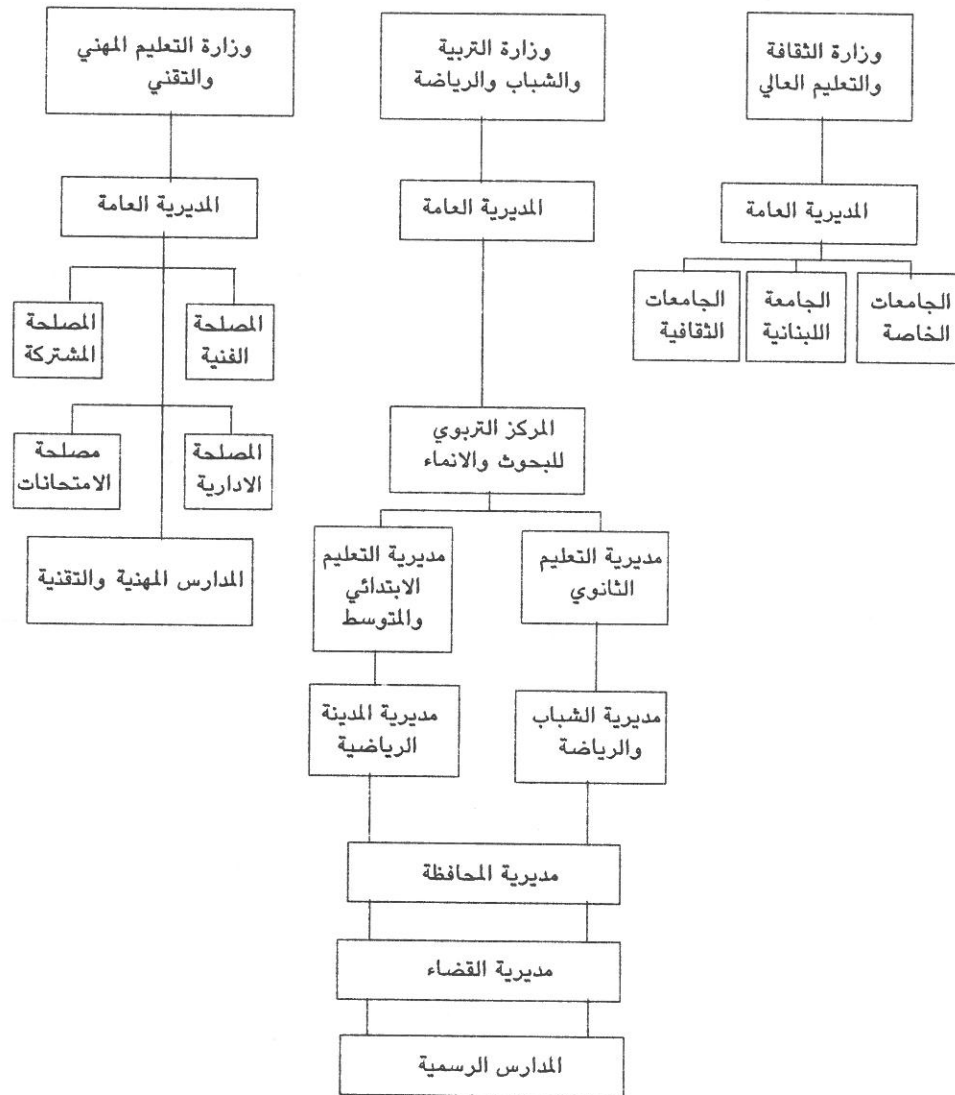 وزارة الثقافة
والتعليم العالي
وزارة التربية
والشباب والرياضة
وزارة التعليم المهني
والتقني
المديرية العامة
المديرية العامة
المديرية العامة
الجامعات
الخاصة
الجامعة
اللبنانية
الجامعات
الثقافية
المصلحة
الفنية
المصلحة
المشتركة
المركز التربوي
للبحوث والانماء
المصلحة
الادارية
مصلحة
الامتحانات
مديرية التعليم
الثانوي
مديرية التعليم
الابتدائي
والمتوسط
المدارس المهنية والتقنية
مديرية الشباب
والرياضة
مديرية المدينة
الرياضية
مديرية المحافظة
مديرية القضاء
المدارس الرسمية